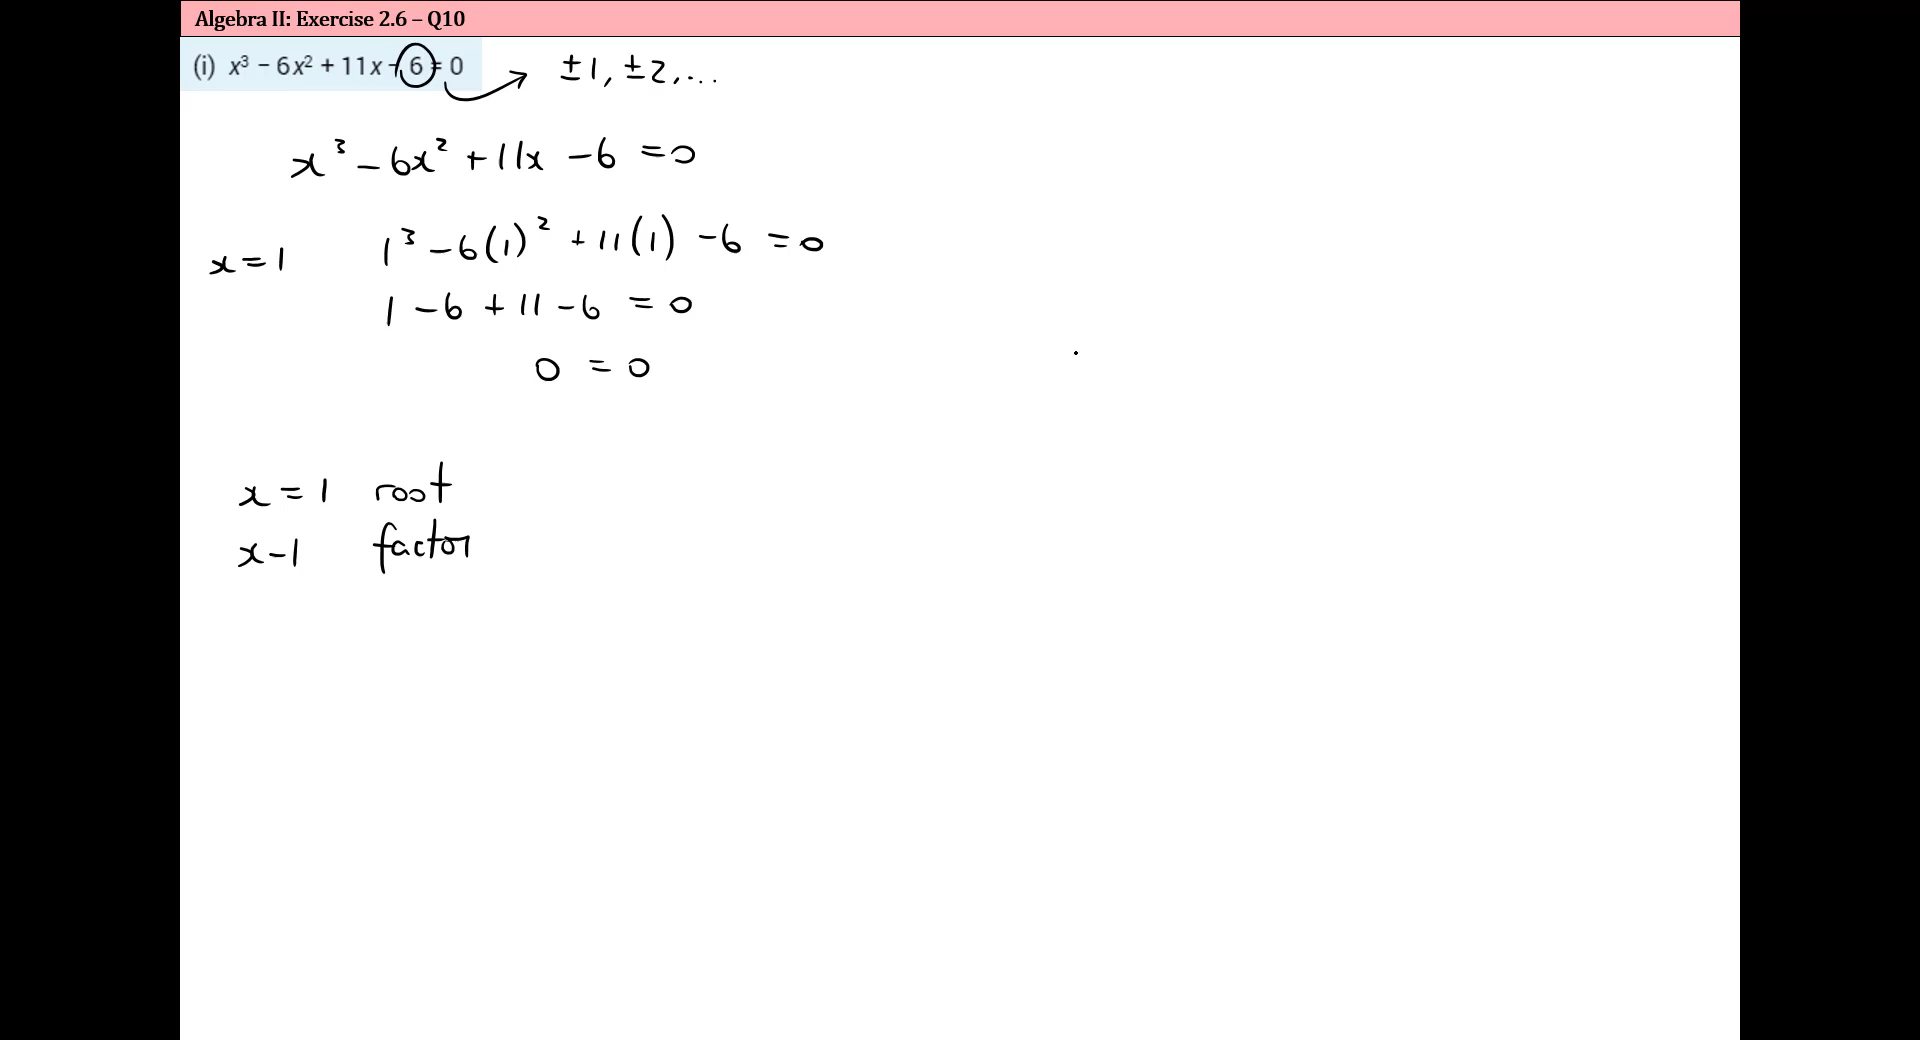 Algebra II: Exercise 2.6 – Q10
(i) x³ − 6x² + 11x − 6 = 0
±1, ±2, ...
x³ − 6x² + 11x − 6 = 0
x = 1
1³ − 6(1)² + 11(1) − 6 = 0
1 − 6 + 11 − 6 = 0
0 = 0
x = 1 root
x − 1 factor